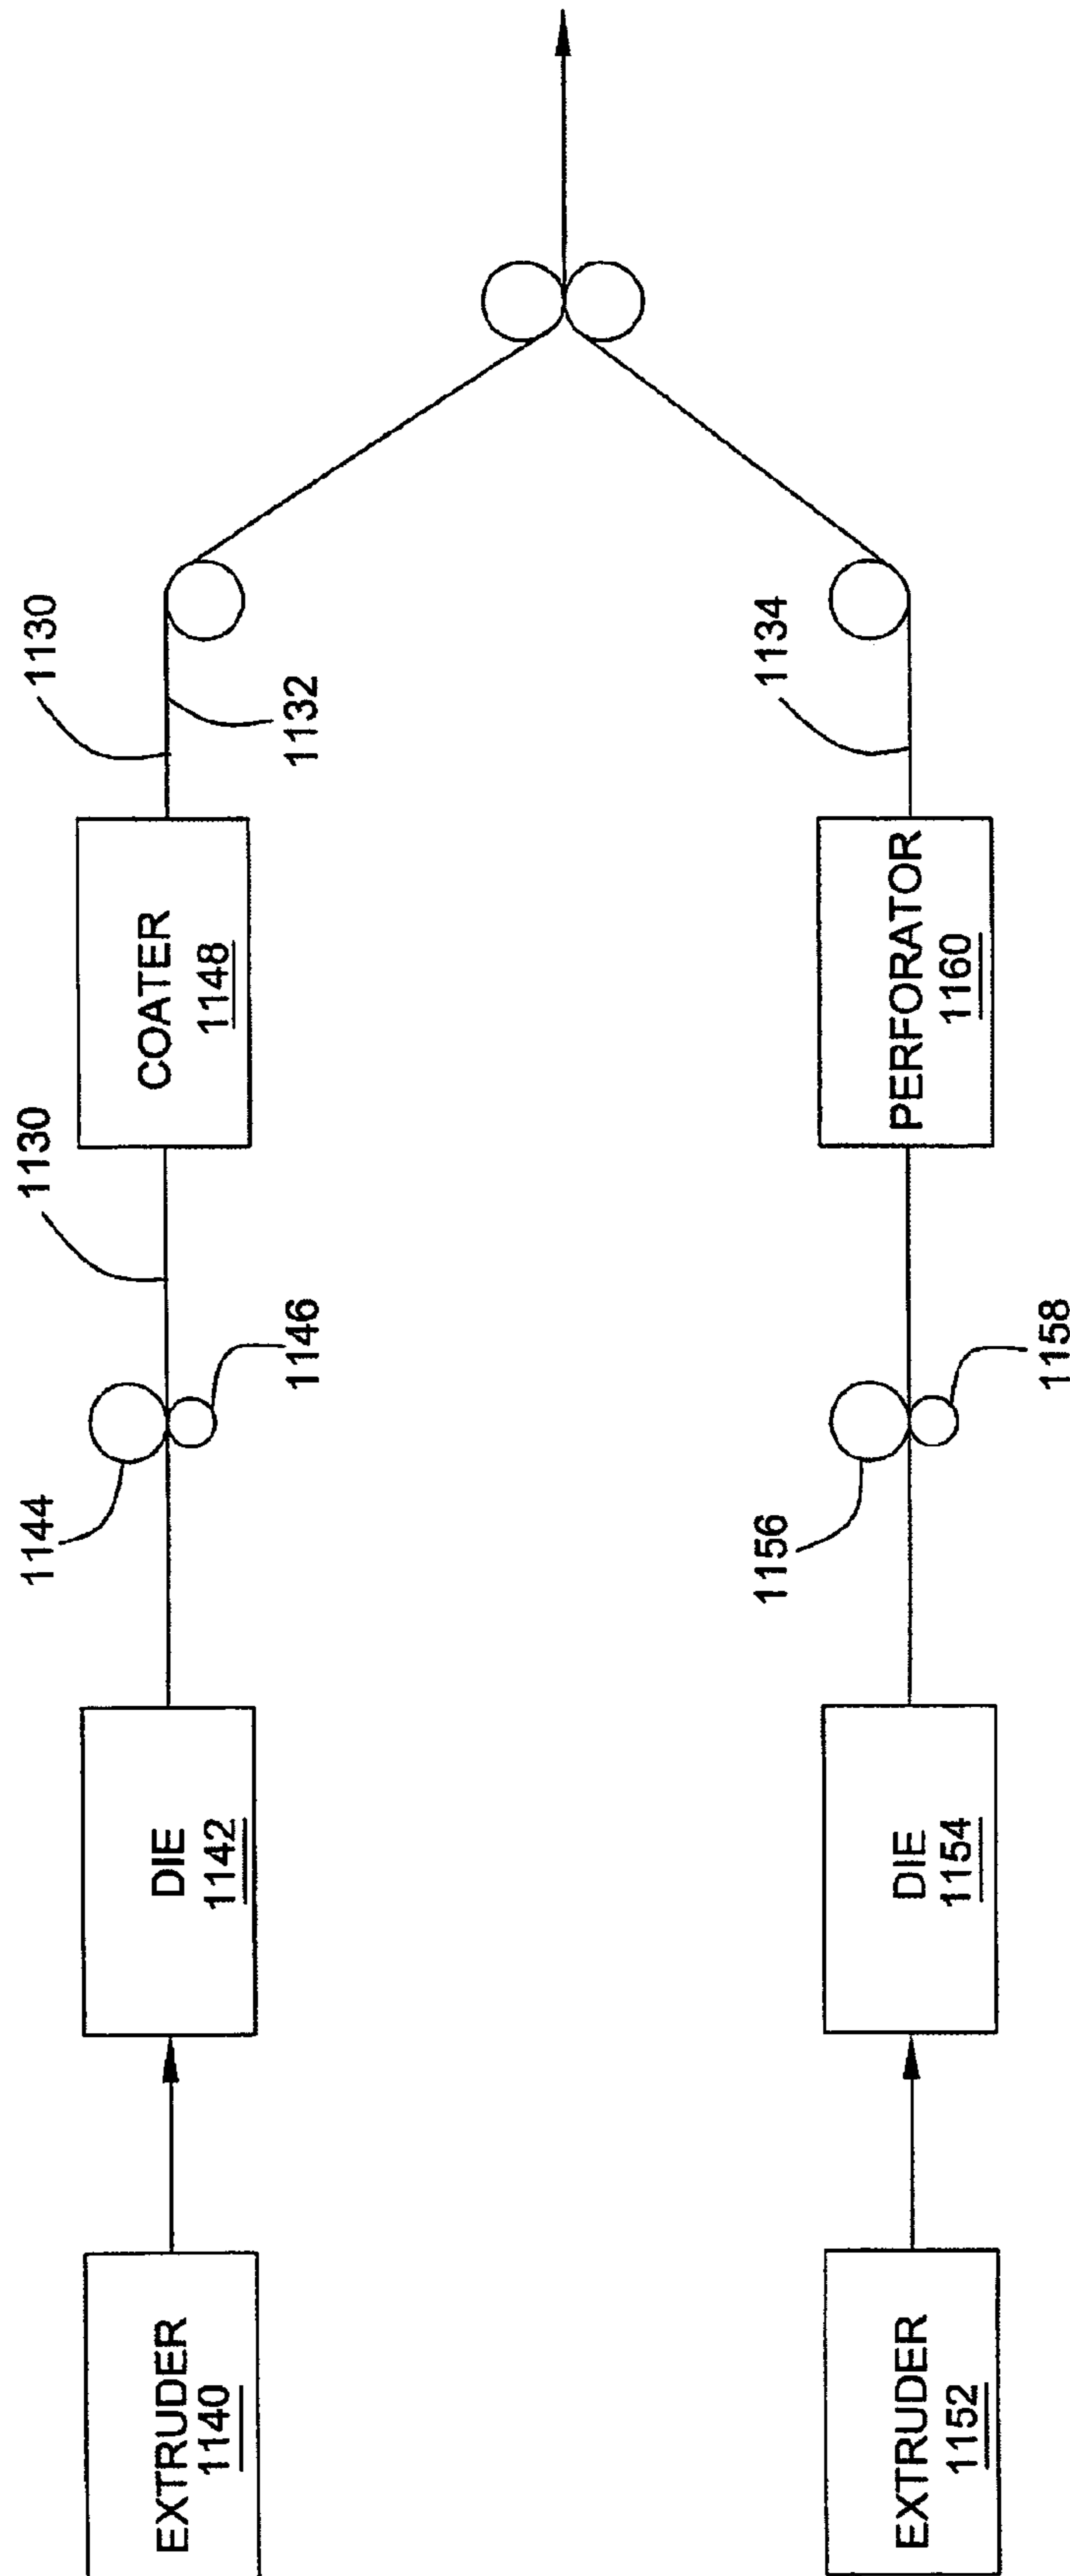 1130
1130
1132
COATER
1148
1144
1146
DIE
1142
EXTRUDER
1140
1134
PERFORATOR
1160
1156
1158
DIE
1154
EXTRUDER
1152